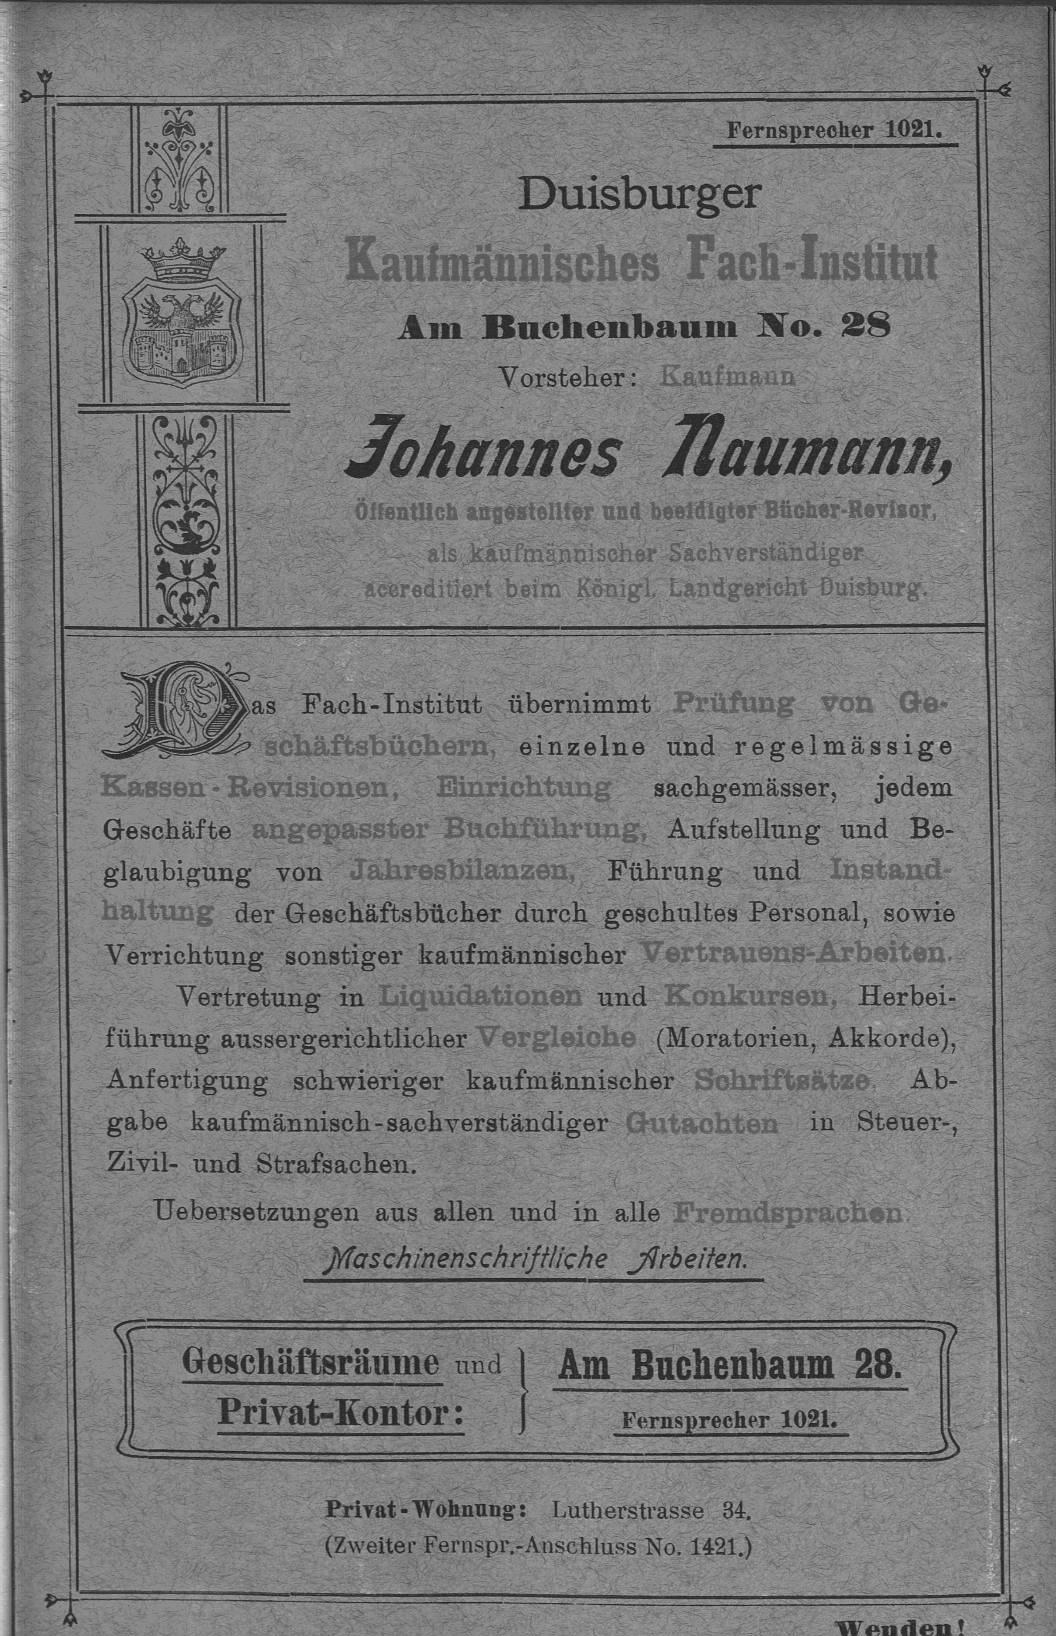 Fernsprecher 1021.
Duisburger
Kaufmännisches Fach-Institut
Am Buchenbaum No. 28
Vorsteher: Kaufmann
Johannes Naumann,
Öffentlich angestellter und beeidigter Bücher-Revisor,
als kaufmännischer Sachverständiger
accreditiert beim Königl. Landgericht Duisburg.
Das Fach-Institut übernimmt Prüfung von Ge-
schäftsbüchern, einzelne und regelmässige
Kassen-Revisionen, Einrichtung sachgemässer, jedem
Geschäfte angepasster Buchführung, Aufstellung und Be-
glaubigung von Jahresbilanzen, Führung und Instand-
haltung der Geschäftsbücher durch geschultes Personal, sowie
Verrichtung sonstiger kaufmännischer Vertrauens-Arbeiten.
Vertretung in Liquidationen und Konkursen, Herbei-
führung aussergerichtlicher Vergleiche (Moratorien, Akkorde),
Anfertigung schwieriger kaufmännischer Schriftsätze. Ab-
gabe kaufmännisch-sachverständiger Gutachten in Steuer-,
Zivil- und Strafsachen.
Uebersetzungen aus allen und in alle Fremdsprachen.
Maschinenschriftliche Arbeiten.
Geschäftsräume und
Privat-Kontor:
Am Buchenbaum 28.
Fernsprecher 1021.
Privat-Wohnung: Lutherstrasse 34.
(Zweiter Fernspr.-Anschluss No. 1421.)
Wenden!